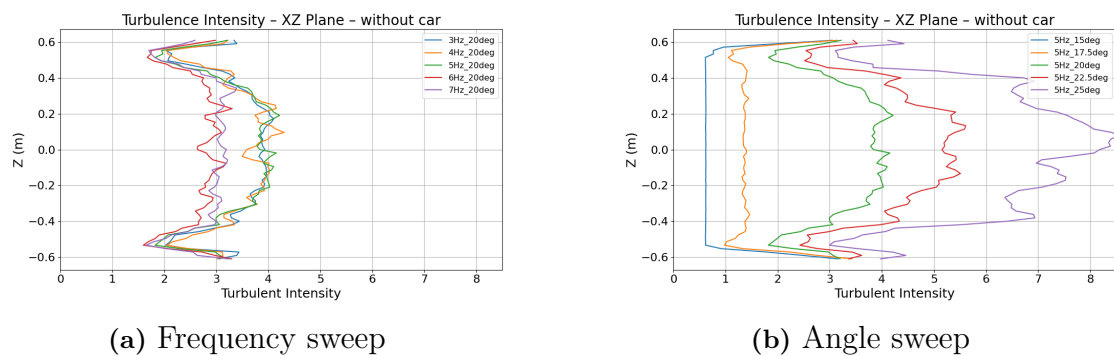 Turbulence Intensity – XZ Plane – without car
3Hz_20deg
4Hz_20deg
5Hz_20deg
6Hz_20deg
7Hz_20deg
Z (m)
0.6
0.4
0.2
0.0
−0.2
−0.4
−0.6
0 1 2 3 4 5 6 7 8
Turbulent Intensity
(a) Frequency sweep
Turbulence Intensity – XZ Plane – without car
5Hz_15deg
5Hz_17.5deg
5Hz_20deg
5Hz_22.5deg
5Hz_25deg
Z (m)
0.6
0.4
0.2
0.0
−0.2
−0.4
−0.6
0 1 2 3 4 5 6 7 8
Turbulent Intensity
(b) Angle sweep